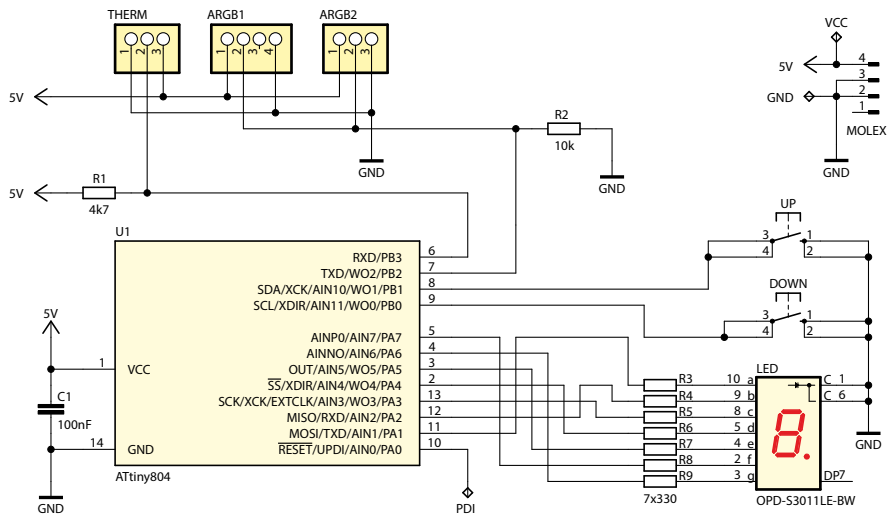 THERM ARGB1 ARGB2
1 2 3 1 2 3 4 1 2 3
VCC
5V 4
3
GND 2
1
MOLEX
GND
5V
R2
10k
GND
GND
5V R1
4k7
U1
RXD/PB3 6
TXD/WO2/PB2 7
SDA/XCK/AIN10/WO1/PB1 8
SCL/XDIR/AIN11/WO0/PB0 9
AINP0/AIN7/PA7 5
AINNO/AIN6/PA6 4
OUT/AIN5/WO5/PA5 3
SS/XDIR/AIN4/WO4/PA4 2
SCK/XCK/EXTCLK/AIN3/WO3/PA3 13
MISO/RXD/AIN2/PA2 12
MOSI/TXD/AIN1/PA1 11
RESET/UPDI/AIN0/PA0 10
1 VCC
14 GND
ATtiny804
5V
C1
100nF
GND
PDI
UP
3 1
4 2
DOWN
3 1
4 2
LED
R3 10 a C 1
R4 9 b C 6
R5 8 c
R6 5 d
R7 4 e
R8 2 f
R9 3 g DP7
8.
7x330
OPD-S3011LE-BW
GND